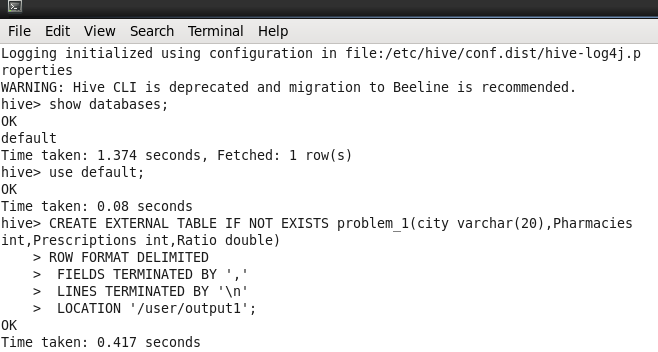 File Edit View Search Terminal Help
Logging initialized using configuration in file:/etc/hive/conf.dist/hive-log4j.p
roperties
WARNING: Hive CLI is deprecated and migration to Beeline is recommended.
hive> show databases;
OK
default
Time taken: 1.374 seconds, Fetched: 1 row(s)
hive> use default;
OK
Time taken: 0.08 seconds
hive> CREATE EXTERNAL TABLE IF NOT EXISTS problem_1(city varchar(20),Pharmacies
int,Prescriptions int,Ratio double)
    > ROW FORMAT DELIMITED
    >  FIELDS TERMINATED BY ','
    >  LINES TERMINATED BY '\n'
    >  LOCATION '/user/output1';
OK
Time taken: 0.417 seconds